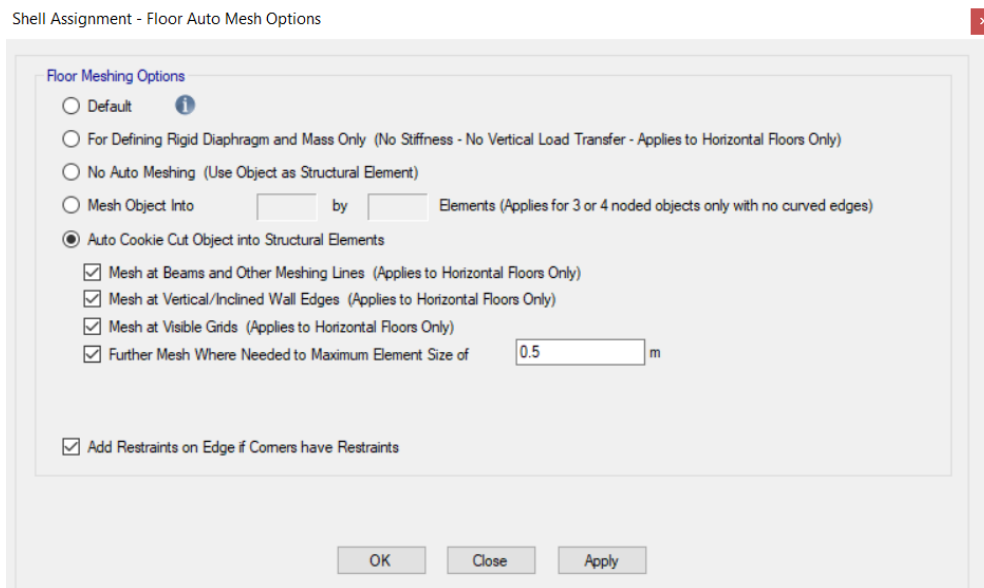 Shell Assignment - Floor Auto Mesh Options
Floor Meshing Options
Default
For Defining Rigid Diaphragm and Mass Only (No Stiffness - No Vertical Load Transfer - Applies to Horizontal Floors Only)
No Auto Meshing (Use Object as Structural Element)
Mesh Object Into by Elements (Applies for 3 or 4 noded objects only with no curved edges)
Auto Cookie Cut Object into Structural Elements
Mesh at Beams and Other Meshing Lines (Applies to Horizontal Floors Only)
Mesh at Vertical/Inclined Wall Edges (Applies to Horizontal Floors Only)
Mesh at Visible Grids (Applies to Horizontal Floors Only)
Further Mesh Where Needed to Maximum Element Size of 0.5 m
Add Restraints on Edge if Corners have Restraints
OK Close Apply